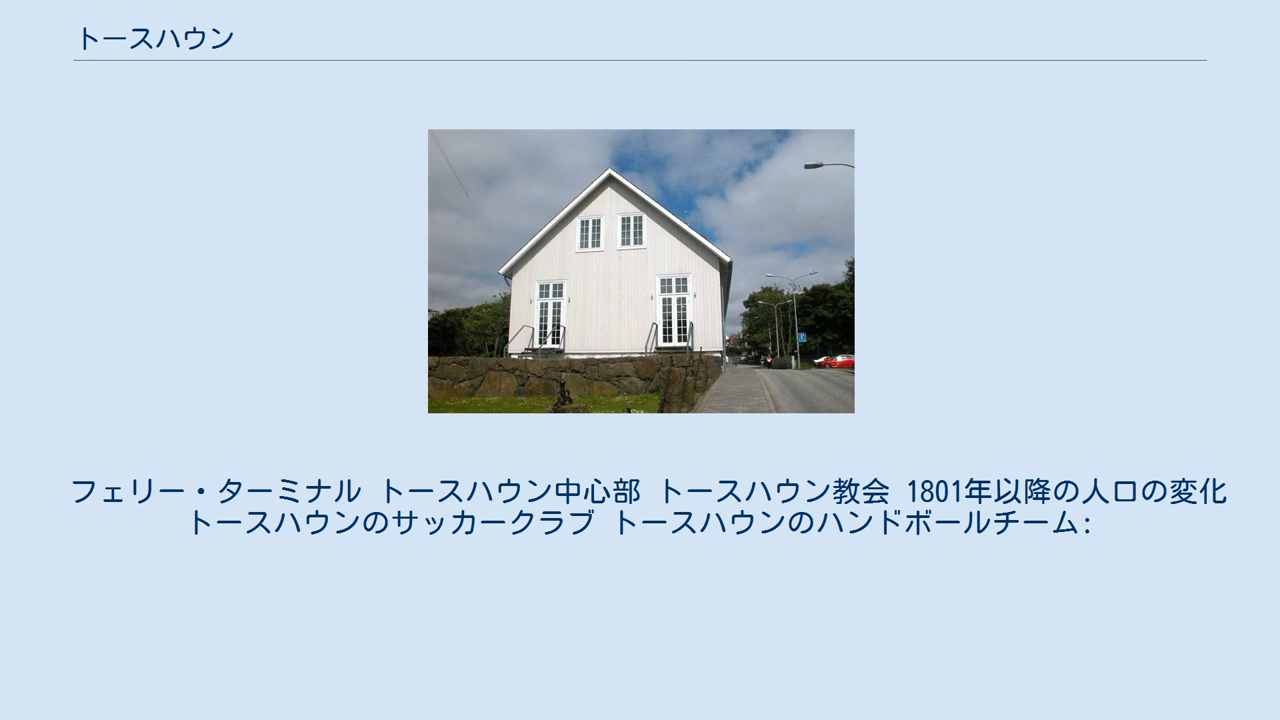 トースハウン
フェリー・ターミナル トースハウン中心部 トースハウン教会 1801年以降の人口の変化
トースハウンのサッカークラブ トースハウンのハンドボールチーム: